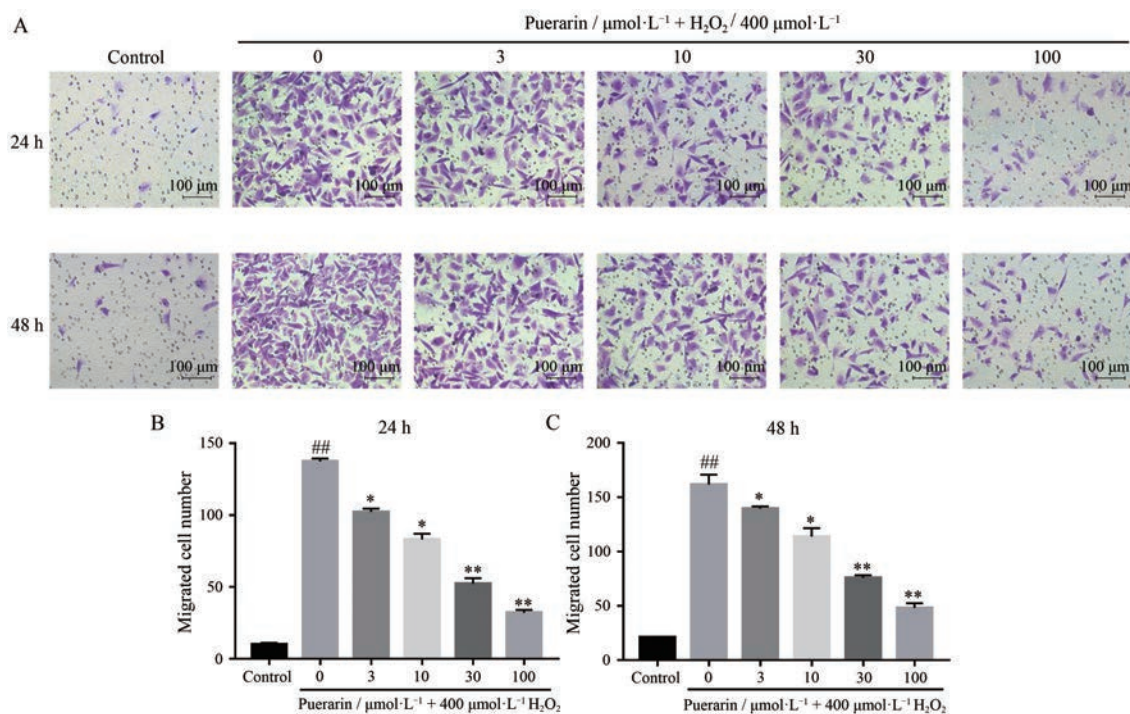 A
Puerarin / μmol·L⁻¹ + H₂O₂ / 400 μmol·L⁻¹
Control 0 3 10 30 100
24 h
100 μm 100 μm 100 μm 100 μm 100 μm 100 μm
48 h
100 μm 100 μm 100 μm 100 μm 100 μm 100 μm
B
24 h
Migrated cell number
150
100
50
0
##
*
*
**
**
Control 0 3 10 30 100
Puerarin / μmol·L⁻¹ + 400 μmol·L⁻¹ H₂O₂
C
48 h
Migrated cell number
200
150
100
50
0
##
*
*
**
**
Control 0 3 10 30 100
Puerarin / μmol·L⁻¹ + 400 μmol·L⁻¹ H₂O₂